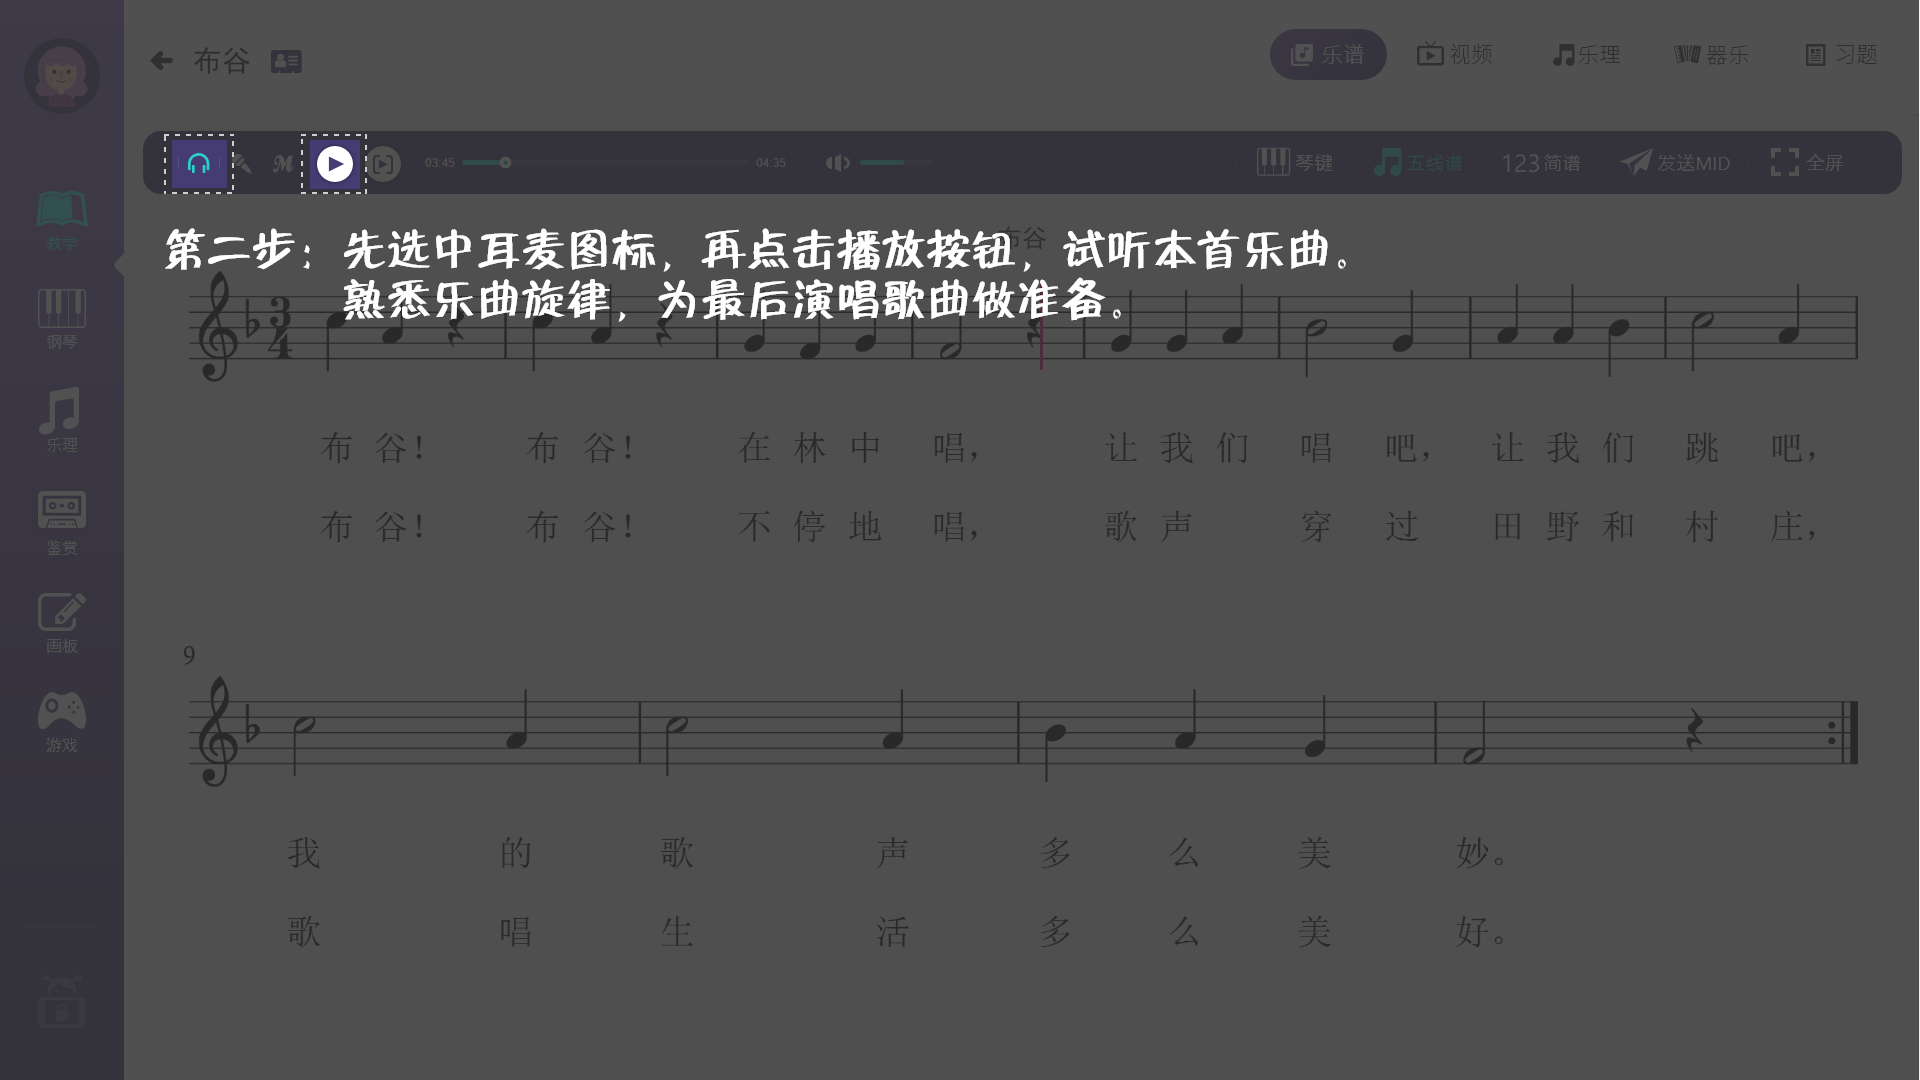 布谷
乐谱
视频
乐理
器乐
习题
03:45
04:35
琴键
五线谱
123简谱
发送MID
全屏
教学
钢琴
乐理
鉴赏
画板
游戏
布谷
第二步：先选中耳麦图标，再点击播放按钮，试听本首乐曲。
熟悉乐曲旋律，为最后演唱歌曲做准备。
3
4
布 谷！ 布 谷！ 在 林 中 唱， 让 我 们 唱 吧， 让 我 们 跳 吧，
布 谷！ 布 谷！ 不 停 地 唱， 歌 声 穿 过 田 野 和 村 庄，
9
我 的 歌 声 多 么 美 妙。
歌 唱 生 活 多 么 美 好。